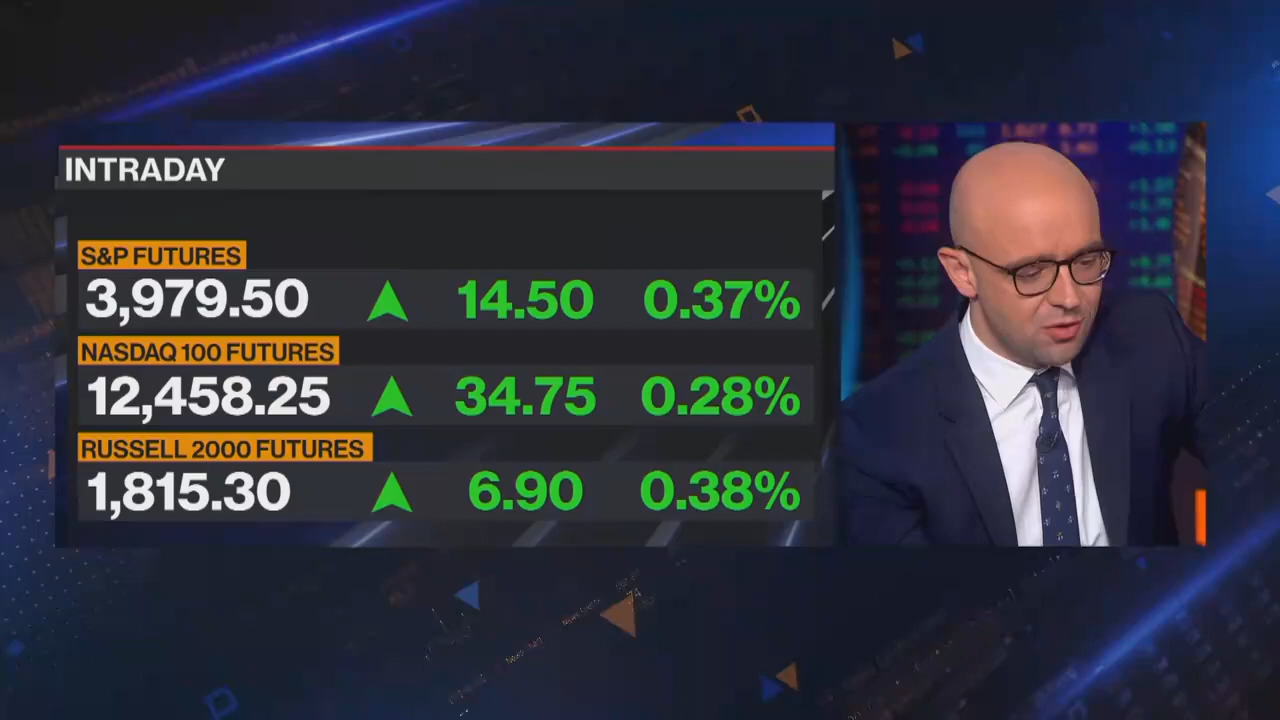 INTRADAY
S&P FUTURES
3,979.50 ▲ 14.50 0.37%
NASDAQ 100 FUTURES
12,458.25 ▲ 34.75 0.28%
RUSSELL 2000 FUTURES
1,815.30 ▲ 6.90 0.38%